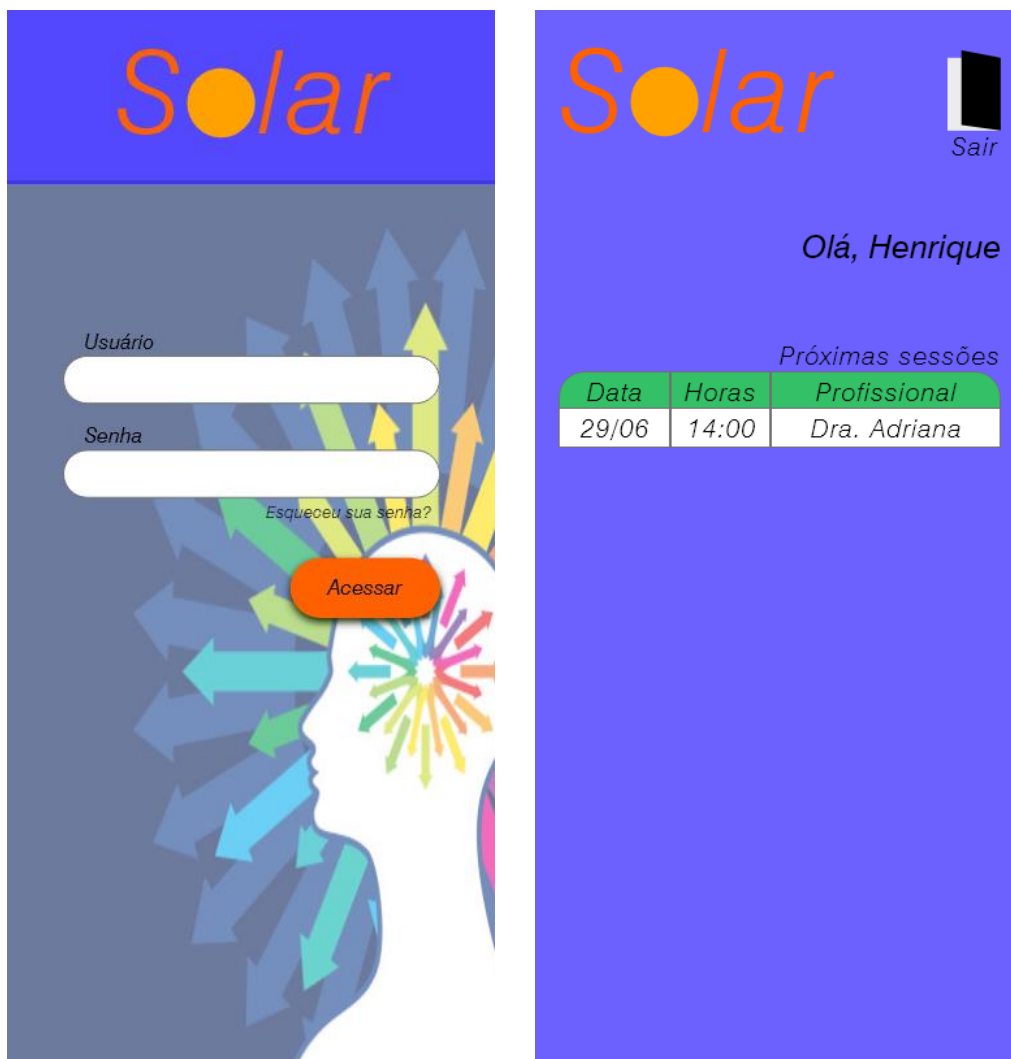 Solar
Usuário
Senha
Esqueceu sua senha?
Acessar
Solar
Sair
Olá, Henrique
Próximas sessões
Data Horas Profissional
29/06 14:00 Dra. Adriana